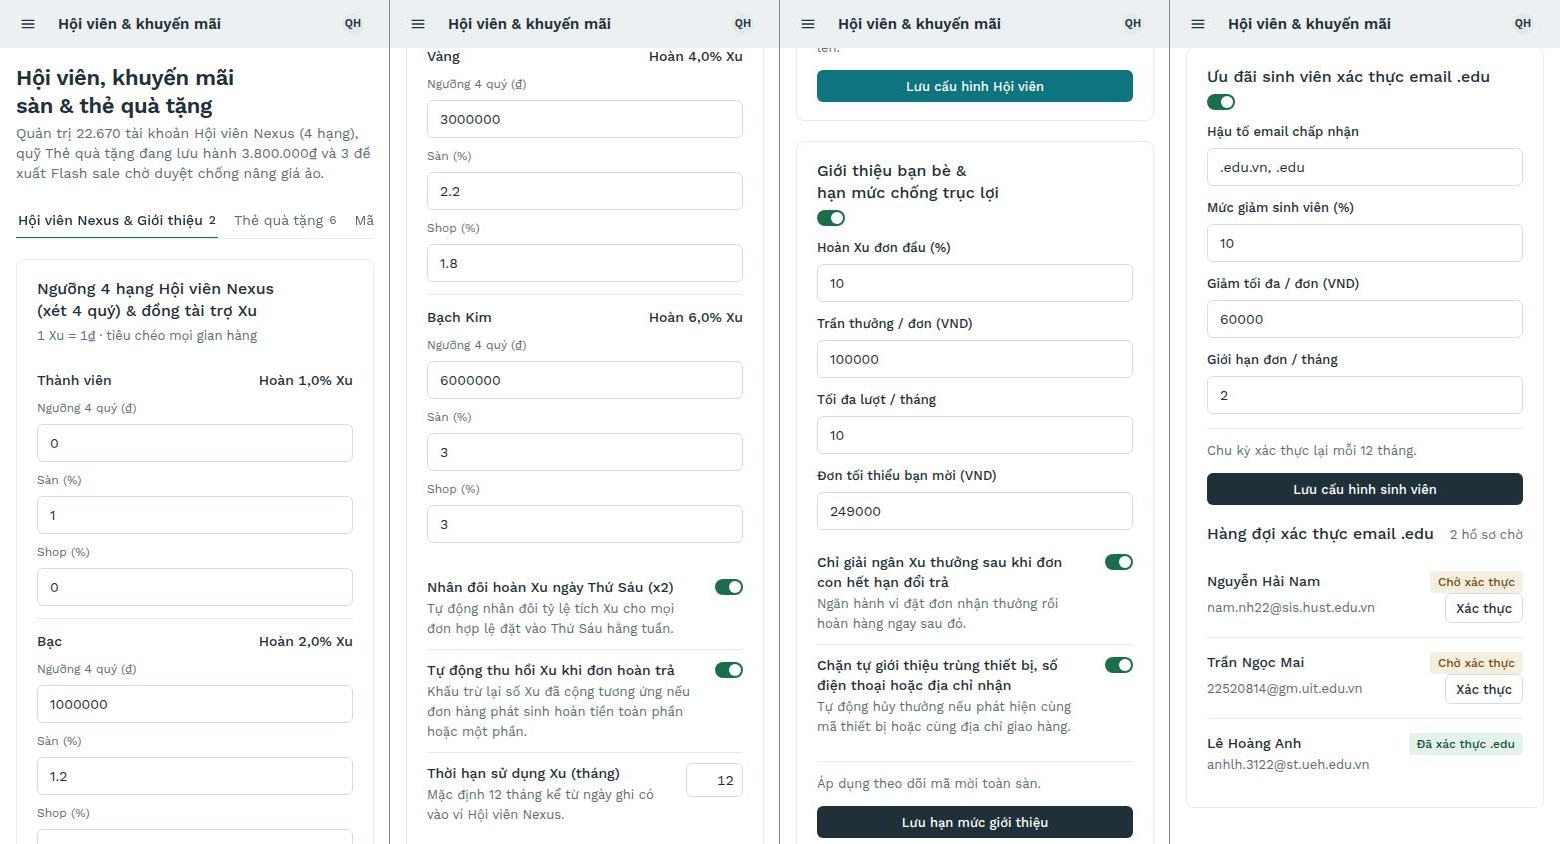 Hội viên & khuyến mãi
QH
Hội viên, khuyến mãi
sàn & thẻ quà tặng
Quản trị 22.670 tài khoản Hội viên Nexus (4 hạng),
quỹ Thẻ quà tặng đang lưu hành 3.800.000₫ và 3 đề
xuất Flash sale chờ duyệt chống nâng giá ảo.
Hội viên Nexus & Giới thiệu 2
Thẻ quà tặng 6
Mã
Ngưỡng 4 hạng Hội viên Nexus
(xét 4 quý) & đồng tài trợ Xu
1 Xu = 1₫ · tiêu chéo mọi gian hàng
Thành viên
Hoàn 1,0% Xu
Ngưỡng 4 quý (₫)
0
Sàn (%)
1
Shop (%)
0
Bạc
Hoàn 2,0% Xu
Ngưỡng 4 quý (₫)
1000000
Sàn (%)
1.2
Shop (%)
Hội viên & khuyến mãi
QH
Vàng
Hoàn 4,0% Xu
Ngưỡng 4 quý (₫)
3000000
Sàn (%)
2.2
Shop (%)
1.8
Bạch Kim
Hoàn 6,0% Xu
Ngưỡng 4 quý (₫)
6000000
Sàn (%)
3
Shop (%)
3
Nhân đôi hoàn Xu ngày Thứ Sáu (x2)
Tự động nhân đôi tỷ lệ tích Xu cho mọi
đơn hợp lệ đặt vào Thứ Sáu hằng tuần.
Tự động thu hồi Xu khi đơn hoàn trả
Khấu trừ lại số Xu đã cộng tương ứng nếu
đơn hàng phát sinh hoàn tiền toàn phần
hoặc một phần.
Thời hạn sử dụng Xu (tháng)
12
Mặc định 12 tháng kể từ ngày ghi có
vào ví Hội viên Nexus.
Hội viên & khuyến mãi
QH
Lưu cấu hình Hội viên
Giới thiệu bạn bè &
hạn mức chống trục lợi
Hoàn Xu đơn đầu (%)
10
Trần thưởng / đơn (VND)
100000
Tối đa lượt / tháng
10
Đơn tối thiểu bạn mời (VND)
249000
Chỉ giải ngân Xu thưởng sau khi đơn
con hết hạn đổi trả
Ngăn hành vi đặt đơn nhận thưởng rồi
hoàn hàng ngay sau đó.
Chặn tự giới thiệu trùng thiết bị, số
điện thoại hoặc địa chỉ nhận
Tự động hủy thưởng nếu phát hiện cùng
mã thiết bị hoặc cùng địa chỉ giao hàng.
Áp dụng theo dõi mã mời toàn sàn.
Lưu hạn mức giới thiệu
Hội viên & khuyến mãi
QH
Ưu đãi sinh viên xác thực email .edu
Hậu tố email chấp nhận
.edu.vn, .edu
Mức giảm sinh viên (%)
10
Giảm tối đa / đơn (VND)
60000
Giới hạn đơn / tháng
2
Chu kỳ xác thực lại mỗi 12 tháng.
Lưu cấu hình sinh viên
Hàng đợi xác thực email .edu
2 hồ sơ chờ
Nguyễn Hải Nam
Chờ xác thực
nam.nh22@sis.hust.edu.vn
Xác thực
Trần Ngọc Mai
Chờ xác thực
22520814@gm.uit.edu.vn
Xác thực
Lê Hoàng Anh
Đã xác thực .edu
anhlh.3122@st.ueh.edu.vn